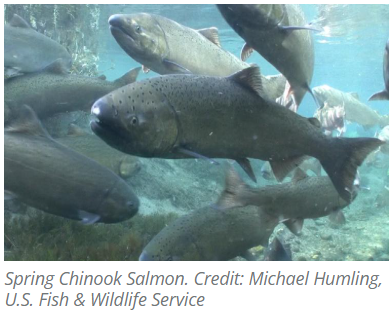 Spring Chinook Salmon. Credit: Michael Humling,
U.S. Fish & Wildlife Service